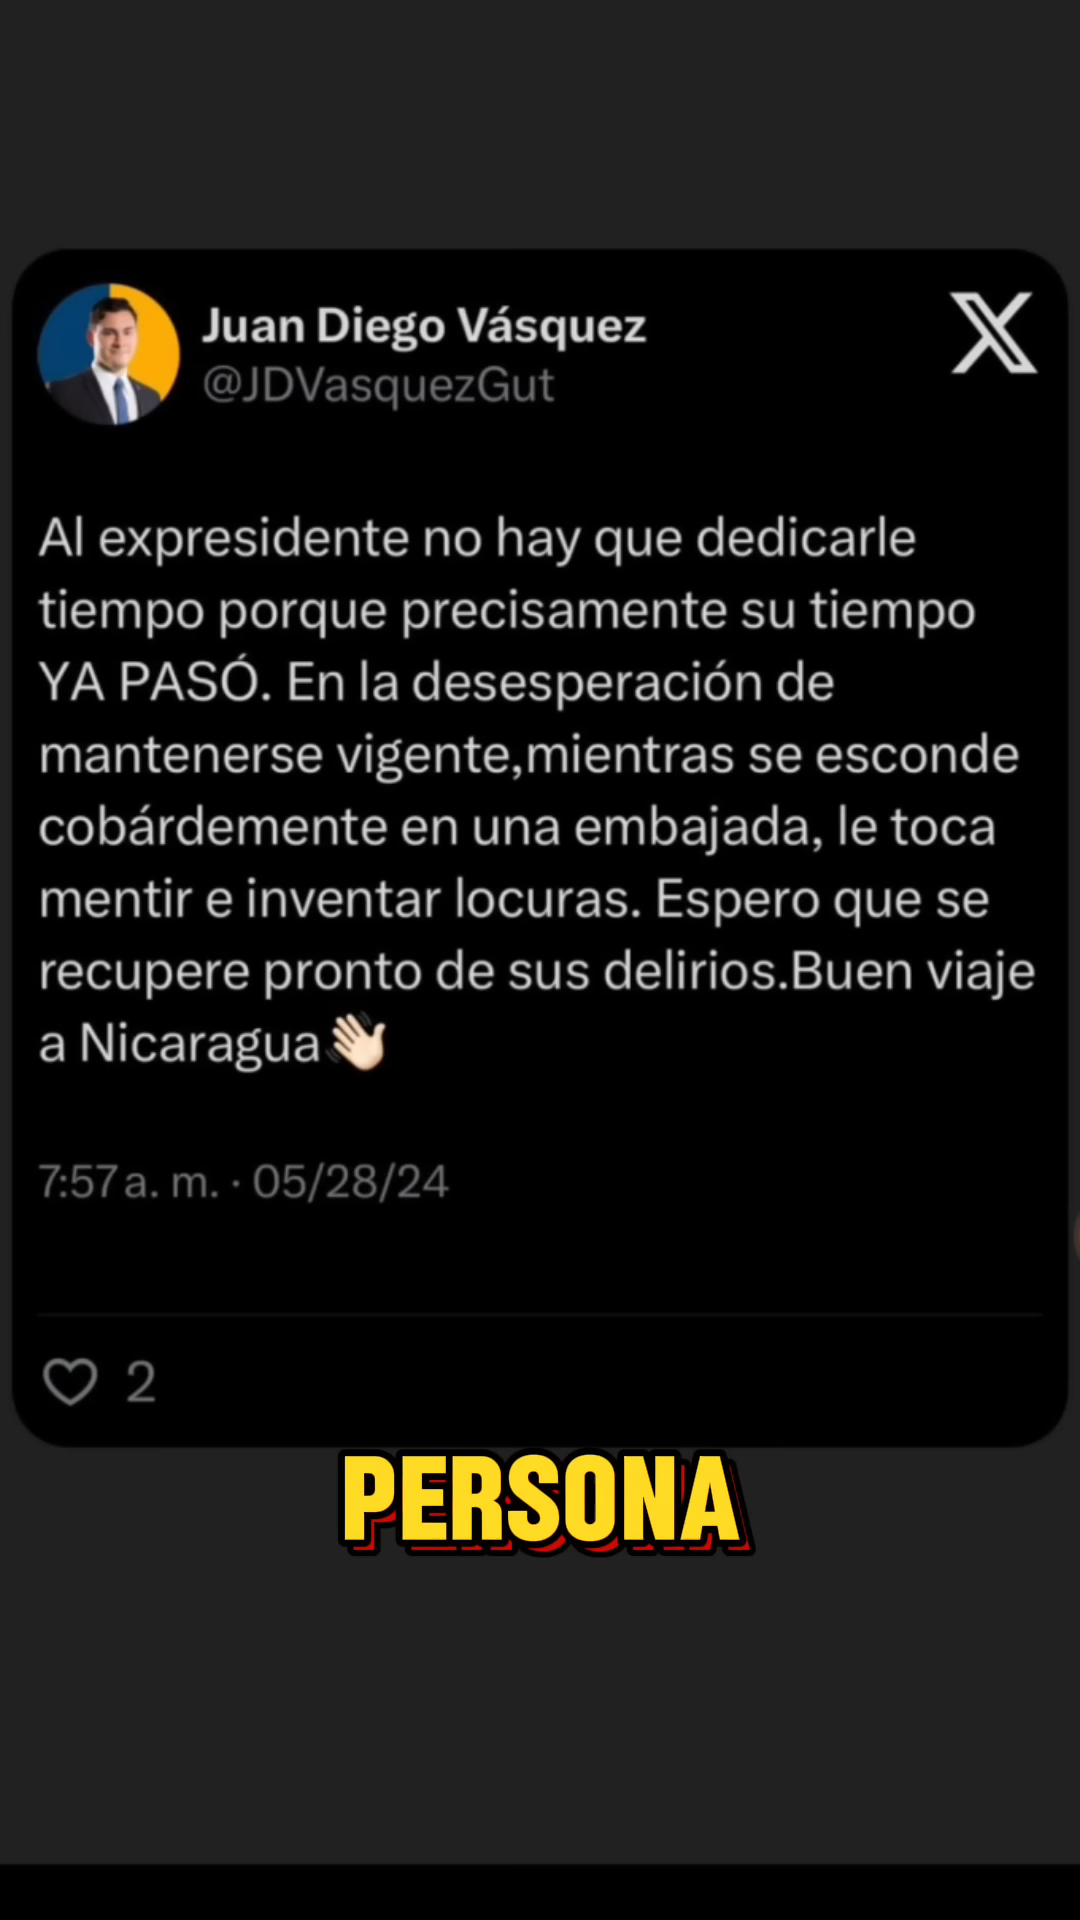 Juan Diego Vásquez
@JDVasquezGut
Al expresidente no hay que dedicarle
tiempo porque precisamente su tiempo
YA PASÓ. En la desesperación de
mantenerse vigente,mientras se esconde
cobárdemente en una embajada, le toca
mentir e inventar locuras. Espero que se
recupere pronto de sus delirios.Buen viaje
a Nicaragua👋🏻
7:57 a. m. · 05/28/24
2
PERSONA